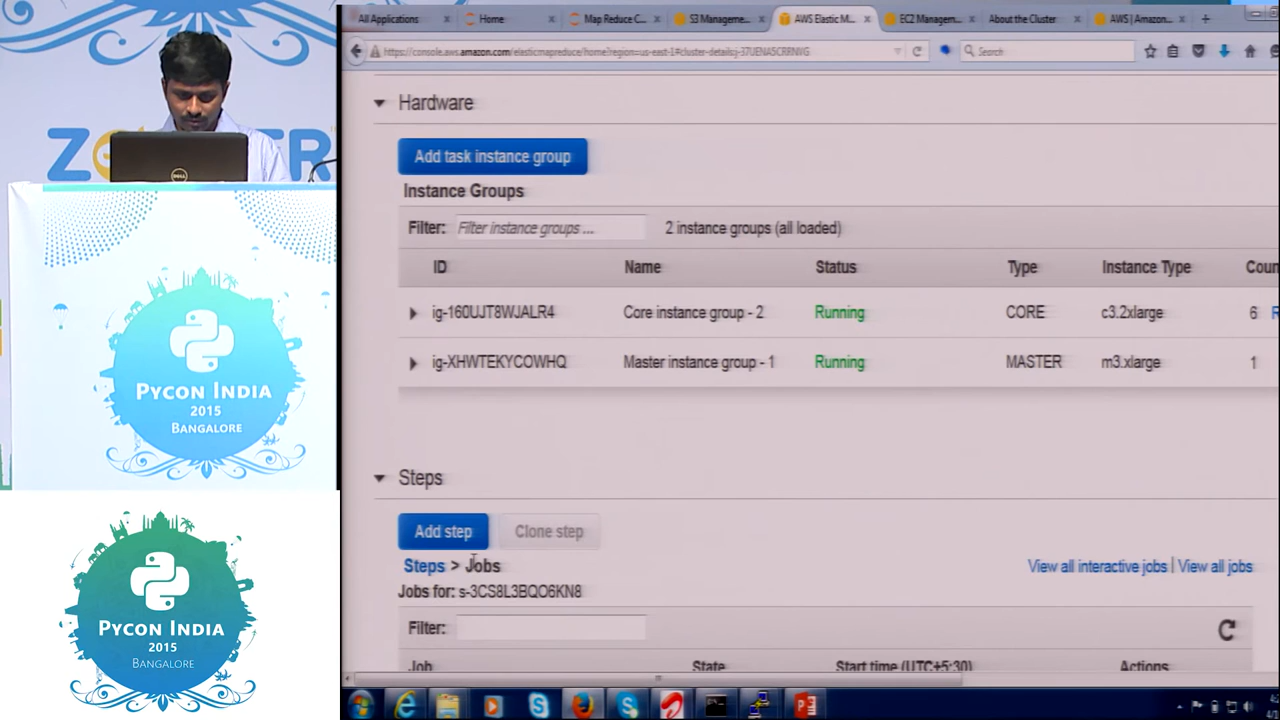 All Applications
Home
Map Reduce C...
S3 Manageme...
AWS Elastic M...
EC2 Managem...
About the Cluster
AWS | Amazon...
Search
Hardware
Add task instance group
Instance Groups
Filter: Filter instance groups ... 2 instance groups (all loaded)
ID Name Status Type Instance Type Coun
ig-160UJT8WJALR4 Core instance group - 2 Running CORE c3.2xlarge 6
ig-XHWTEKYCOWHQ Master instance group - 1 Running MASTER m3.xlarge 1
Steps
Add step Clone step
Steps > Jobs View all interactive jobs | View all jobs
Jobs for: s-3CS8L3BQO6KN8
Filter:
Job State Start time (UTC+5:30) Actions
DELL
PYCON INDIA
2015
BANGALORE
PYCON INDIA
2015
BANGALORE